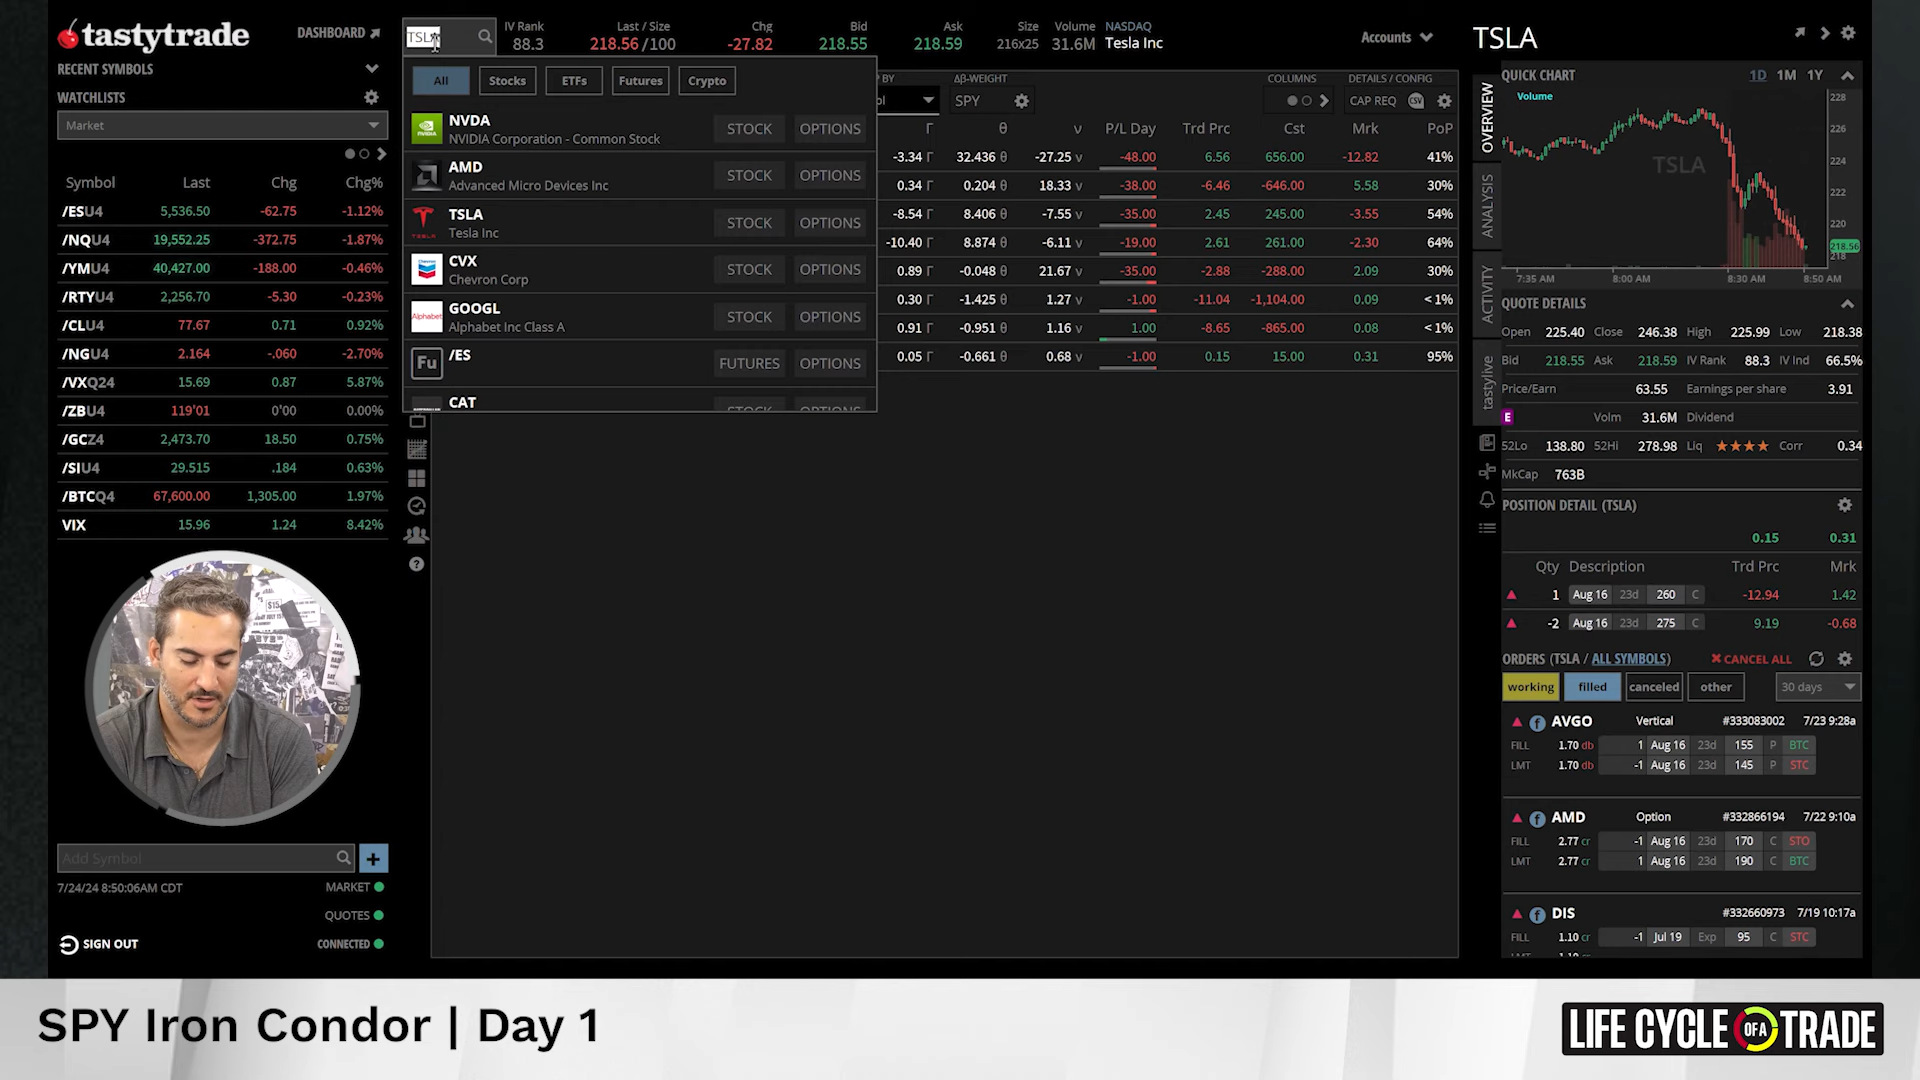 tastytrade
DASHBOARD
RECENT SYMBOLS
WATCHLISTS
Market
Symbol Last Chg Chg%
/ESU4 5,536.50 -62.75 -1.12%
/NQU4 19,552.25 -372.75 -1.87%
/YMU4 40,427.00 -188.00 -0.46%
/RTYU4 2,256.70 -5.30 -0.23%
/CLU4 77.67 0.71 0.92%
/NGU4 2.164 -.060 -2.70%
/VXQ24 15.69 0.87 5.87%
/ZBU4 119'01 0'00 0.00%
/GCZ4 2,473.70 18.50 0.75%
/SIU4 29.515 .184 0.63%
/BTCQ4 67,600.00 1,305.00 1.97%
VIX 15.96 1.24 8.42%
Add Symbol
7/24/24 8:50:06AM CDT
MARKET
QUOTES
SIGN OUT
CONNECTED
TSLA
IV Rank Last / Size Chg Bid Ask Size Volume NASDAQ
88.3 218.56 /100 -27.82 218.55 218.59 216x25 31.6M Tesla Inc
Accounts
All Stocks ETFs Futures Crypto
NVDA
NVIDIA Corporation - Common Stock
STOCK OPTIONS
AMD
Advanced Micro Devices Inc
STOCK OPTIONS
TSLA
Tesla Inc
STOCK OPTIONS
CVX
Chevron Corp
STOCK OPTIONS
Alphabet
GOOGL
Alphabet Inc Class A
STOCK OPTIONS
Fu /ES
FUTURES OPTIONS
CAT
STOCK OPTIONS
BY Δβ-WEIGHT COLUMNS DETAILS / CONFIG
ol SPY CAP REQ CSV
Γ θ ν P/L Day Trd Prc Cst Mrk PoP
-3.34 Γ 32.436 θ -27.25 ν -48.00 6.56 656.00 -12.82 41%
0.34 Γ 0.204 θ 18.33 ν -38.00 -6.46 -646.00 5.58 30%
-8.54 Γ 8.406 θ -7.55 ν -35.00 2.45 245.00 -3.55 54%
-10.40 Γ 8.874 θ -6.11 ν -19.00 2.61 261.00 -2.30 64%
0.89 Γ -0.048 θ 21.67 ν -35.00 -2.88 -288.00 2.09 30%
0.30 Γ -1.425 θ 1.27 ν -1.00 -11.04 -1,104.00 0.09 <1%
0.91 Γ -0.951 θ 1.16 ν 1.00 -8.65 -865.00 0.08 <1%
0.05 Γ -0.661 θ 0.68 ν -1.00 0.15 15.00 0.31 95%
TSLA
OVERVIEW
ANALYSIS
ACTIVITY
tastylive
QUICK CHART 1D 1M 1Y
Volume
TSLA
228
226
224
222
220
218.56
218
7:35 AM 8:00 AM 8:30 AM 8:50 AM
QUOTE DETAILS
Open 225.40 Close 246.38 High 225.99 Low 218.38
Bid 218.55 Ask 218.59 IV Rank 88.3 IV Ind 66.5%
Price/Earn 63.55 Earnings per share 3.91
E Volm 31.6M Dividend
52Lo 138.80 52Hi 278.98 Liq ★★★★ Corr 0.34
MkCap 763B
POSITION DETAIL (TSLA)
0.15 0.31
Qty Description Trd Prc Mrk
1 Aug 16 23d 260 C -12.94 1.42
-2 Aug 16 23d 275 C 9.19 -0.68
ORDERS (TSLA / ALL SYMBOLS) CANCEL ALL
working filled canceled other 30 days
f AVGO Vertical #333083002 7/23 9:28a
FILL 1.70 db 1 Aug 16 23d 155 P BTC
LMT 1.70 db -1 Aug 16 23d 145 P STC
f AMD Option #332866194 7/22 9:10a
FILL 2.77 cr -1 Aug 16 23d 170 C STO
LMT 2.77 cr 1 Aug 16 23d 190 C BTC
f DIS #332660973 7/19 10:17a
FILL 1.10 cr -1 Jul 19 Exp 95 C STC
SPY Iron Condor | Day 1
LIFE CYCLE OF A TRADE